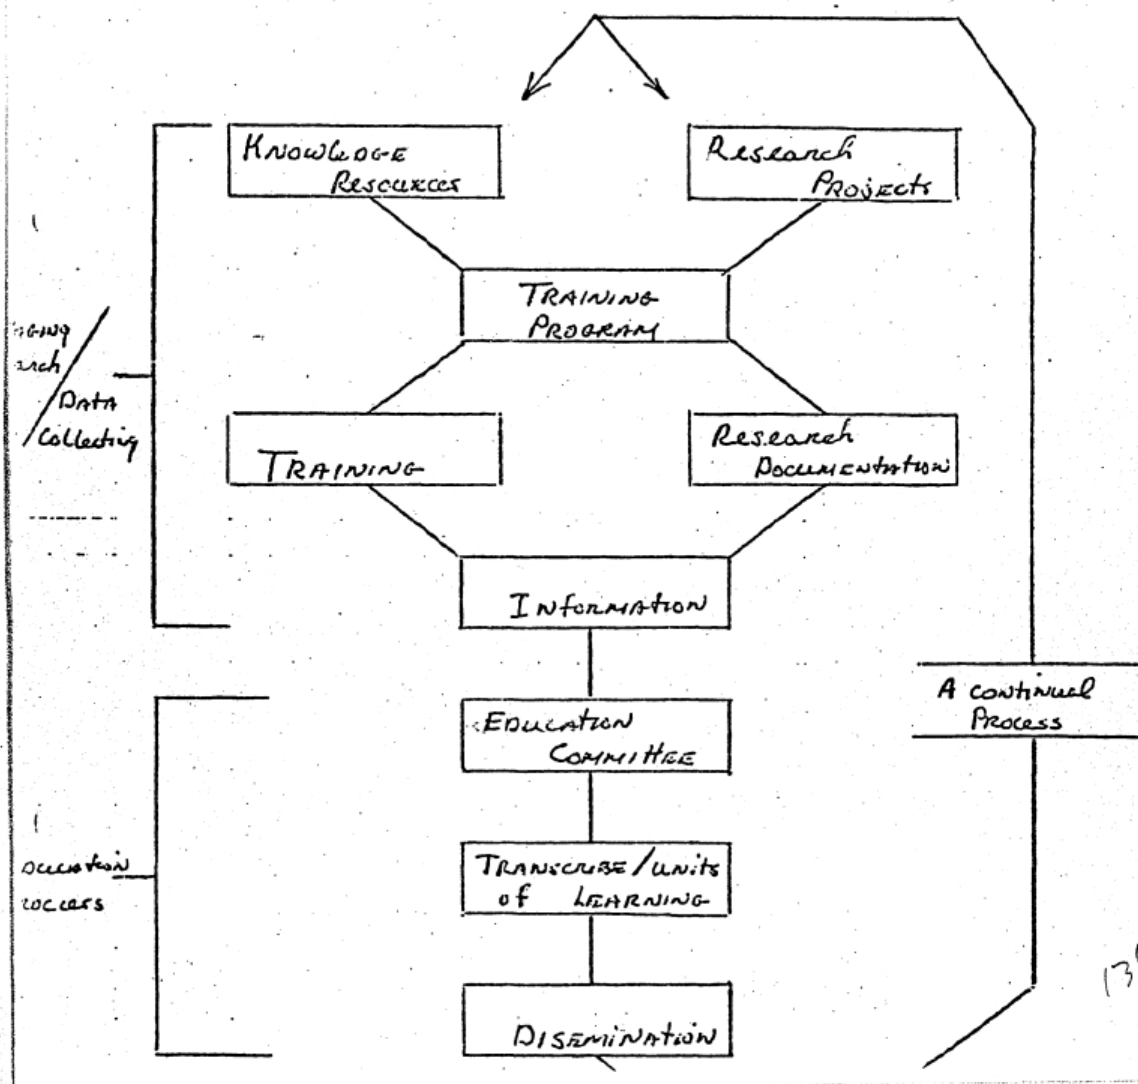 KNOWLEDGE
RESOURCES
RESEARCH
PROJECTS
TRAINING
PROGRAM
DATA
Collecting
TRAINING
RESEARCH
DOCUMENTATION
INFORMATION
A continual
Process
EDUCATION
COMMITTEE
TRANSCRIBE/UNITS
of LEARNING
DISEMINATION
13